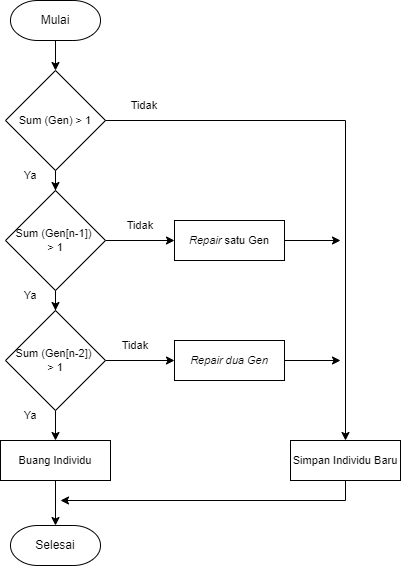 Mulai
Tidak
Sum (Gen) > 1
Ya
Tidak
Sum (Gen[n-1])
> 1
Repair satu Gen
Ya
Tidak
Sum (Gen[n-2])
> 1
Repair dua Gen
Ya
Buang Individu
Simpan Individu Baru
Selesai